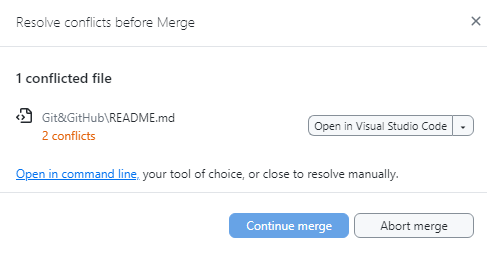 Resolve conflicts before Merge
1 conflicted file
Git&GitHub\README.md
2 conflicts
Open in Visual Studio Code
Open in command line, your tool of choice, or close to resolve manually.
Continue merge
Abort merge